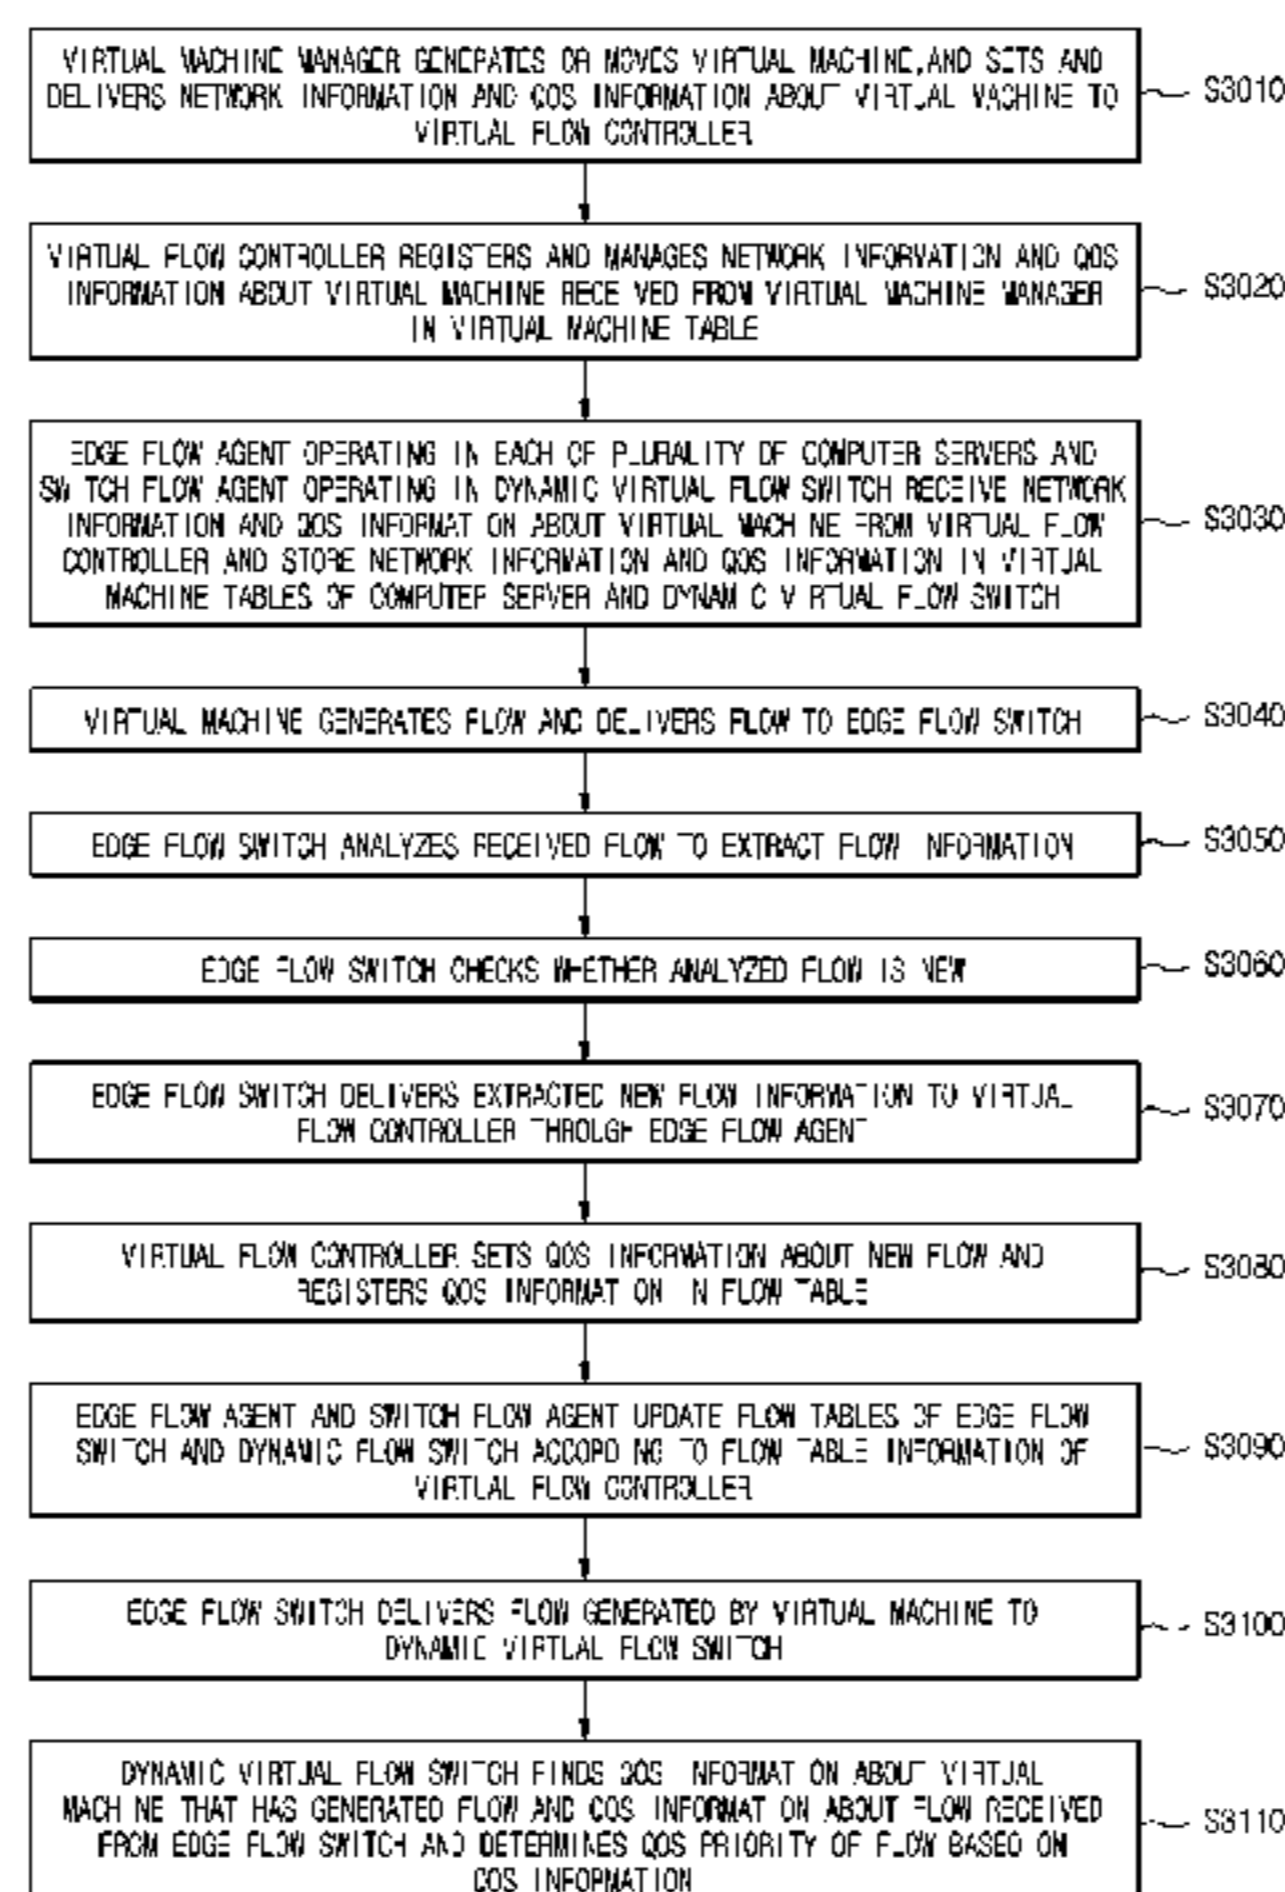 VIRTUAL MACHINE MANAGER GENERATES OR MOVES VIRTUAL MACHINE, AND SETS AND
DELIVERS NETWORK INFORMATION AND QOS INFORMATION ABOUT VIRTUAL MACHINE TO
VIRTUAL FLOW CONTROLLER
S3010
VIRTUAL FLOW CONTROLLER REGISTERS AND MANAGES NETWORK INFORMATION AND QOS
INFORMATION ABOUT VIRTUAL MACHINE RECEIVED FROM VIRTUAL MACHINE MANAGER
IN VIRTUAL MACHINE TABLE
S3020
EDGE FLOW AGENT OPERATING IN EACH OF PLURALITY OF COMPUTER SERVERS AND
SWITCH FLOW AGENT OPERATING IN DYNAMIC VIRTUAL FLOW SWITCH RECEIVE NETWORK
INFORMATION AND QOS INFORMATION ABOUT VIRTUAL MACHINE FROM VIRTUAL FLOW
CONTROLLER AND STORE NETWORK INFORMATION AND QOS INFORMATION IN VIRTUAL
MACHINE TABLES OF COMPUTER SERVER AND DYNAMIC VIRTUAL FLOW SWITCH
S3030
VIRTUAL MACHINE GENERATES FLOW AND DELIVERS FLOW TO EDGE FLOW SWITCH
S3040
EDGE FLOW SWITCH ANALYZES RECEIVED FLOW TO EXTRACT FLOW INFORMATION
S3050
EDGE FLOW SWITCH CHECKS WHETHER ANALYZED FLOW IS NEW
S3060
EDGE FLOW SWITCH DELIVERS EXTRACTED NEW FLOW INFORMATION TO VIRTUAL
FLOW CONTROLLER THROUGH EDGE FLOW AGENT
S3070
VIRTUAL FLOW CONTROLLER SETS QOS INFORMATION ABOUT NEW FLOW AND
REGISTERS QOS INFORMATION IN FLOW TABLE
S3080
EDGE FLOW AGENT AND SWITCH FLOW AGENT UPDATE FLOW TABLES OF EDGE FLOW
SWITCH AND DYNAMIC FLOW SWITCH ACCORDING TO FLOW TABLE INFORMATION OF
VIRTUAL FLOW CONTROLLER
S3090
EDGE FLOW SWITCH DELIVERS FLOW GENERATED BY VIRTUAL MACHINE TO
DYNAMIC VIRTUAL FLOW SWITCH
S3100
DYNAMIC VIRTUAL FLOW SWITCH FINDS QOS INFORMATION ABOUT VIRTUAL
MACHINE THAT HAS GENERATED FLOW AND QOS INFORMATION ABOUT FLOW RECEIVED
FROM EDGE FLOW SWITCH AND DETERMINES QOS PRIORITY OF FLOW BASED ON
QOS INFORMATION
S3110